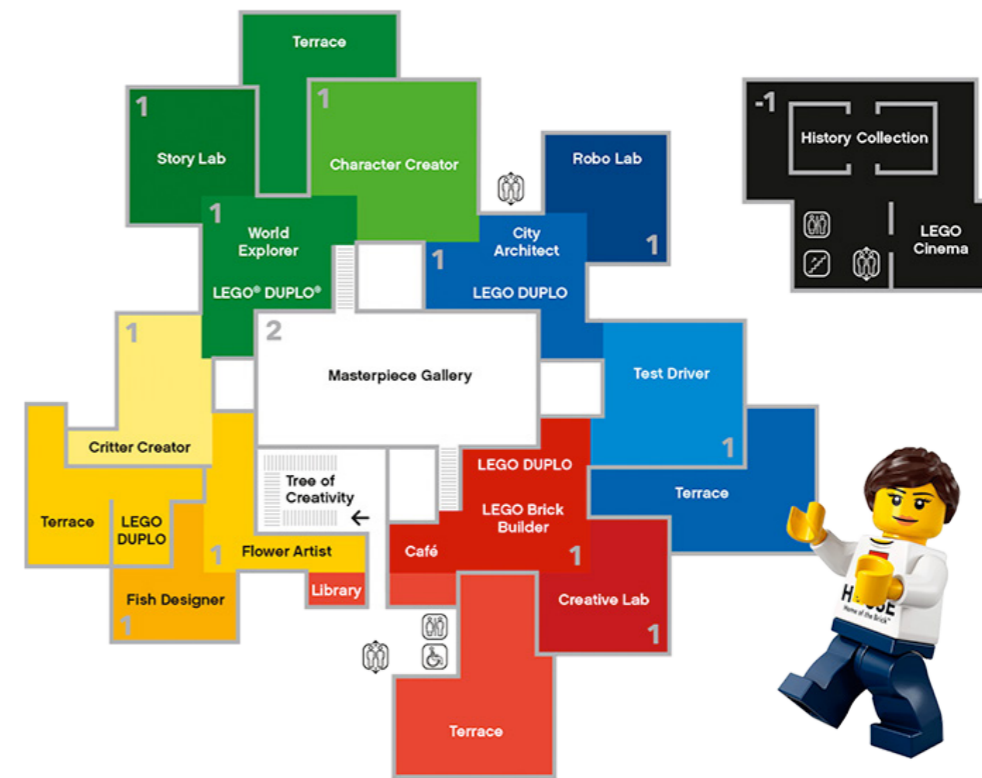 Terrace
1
Story Lab
1
Character Creator
Robo Lab
1
-1
History Collection
LEGO
Cinema
1
World
Explorer
LEGO® DUPLO®
City
Architect
1
LEGO DUPLO
1
Critter Creator
2
Masterpiece Gallery
Test Driver
1
Terrace
LEGO
DUPLO
Tree of
Creativity
LEGO DUPLO
LEGO Brick
Builder
1
Terrace
1
Flower Artist
Café
Library
Fish Designer
1
Creative Lab
1
Terrace
Home of the Brick™